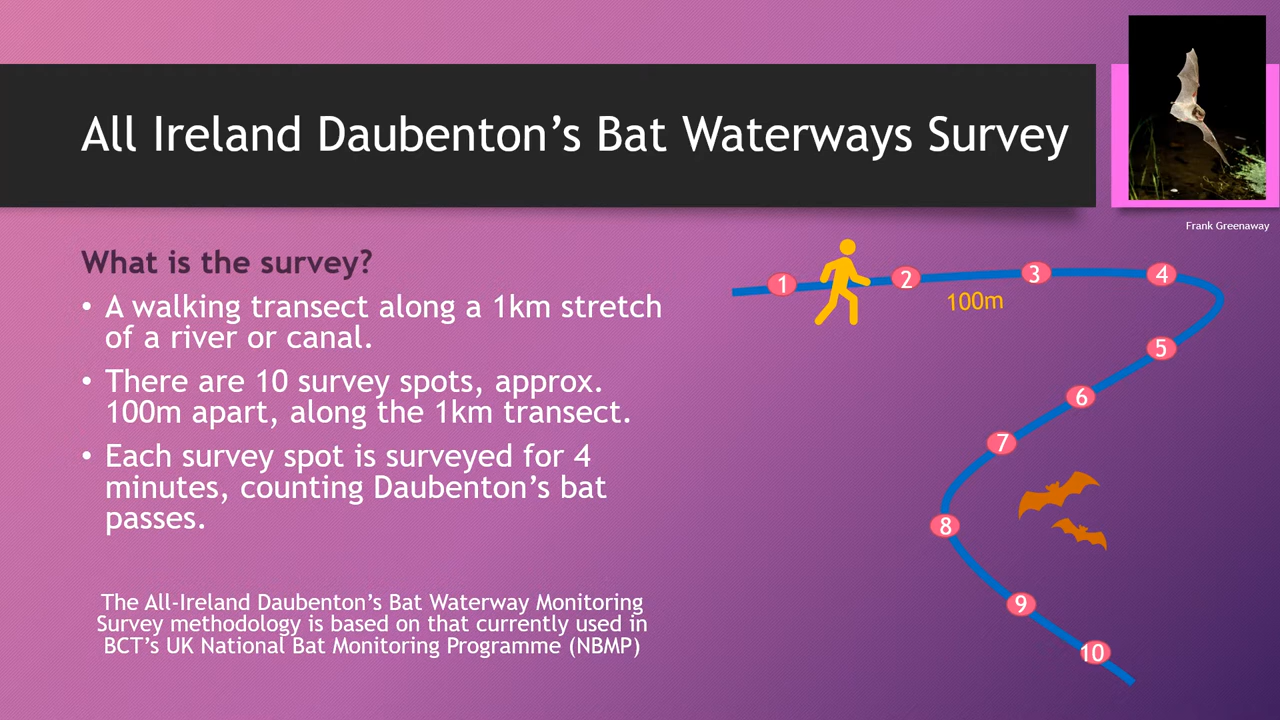 All Ireland Daubenton’s Bat Waterways Survey
Frank Greenaway
What is the survey?
• A walking transect along a 1km stretch
of a river or canal.
• There are 10 survey spots, approx.
100m apart, along the 1km transect.
• Each survey spot is surveyed for 4
minutes, counting Daubenton’s bat
passes.
The All-Ireland Daubenton’s Bat Waterway Monitoring
Survey methodology is based on that currently used in
BCT’s UK National Bat Monitoring Programme (NBMP)
1
2
3
4
100m
5
6
7
8
9
10